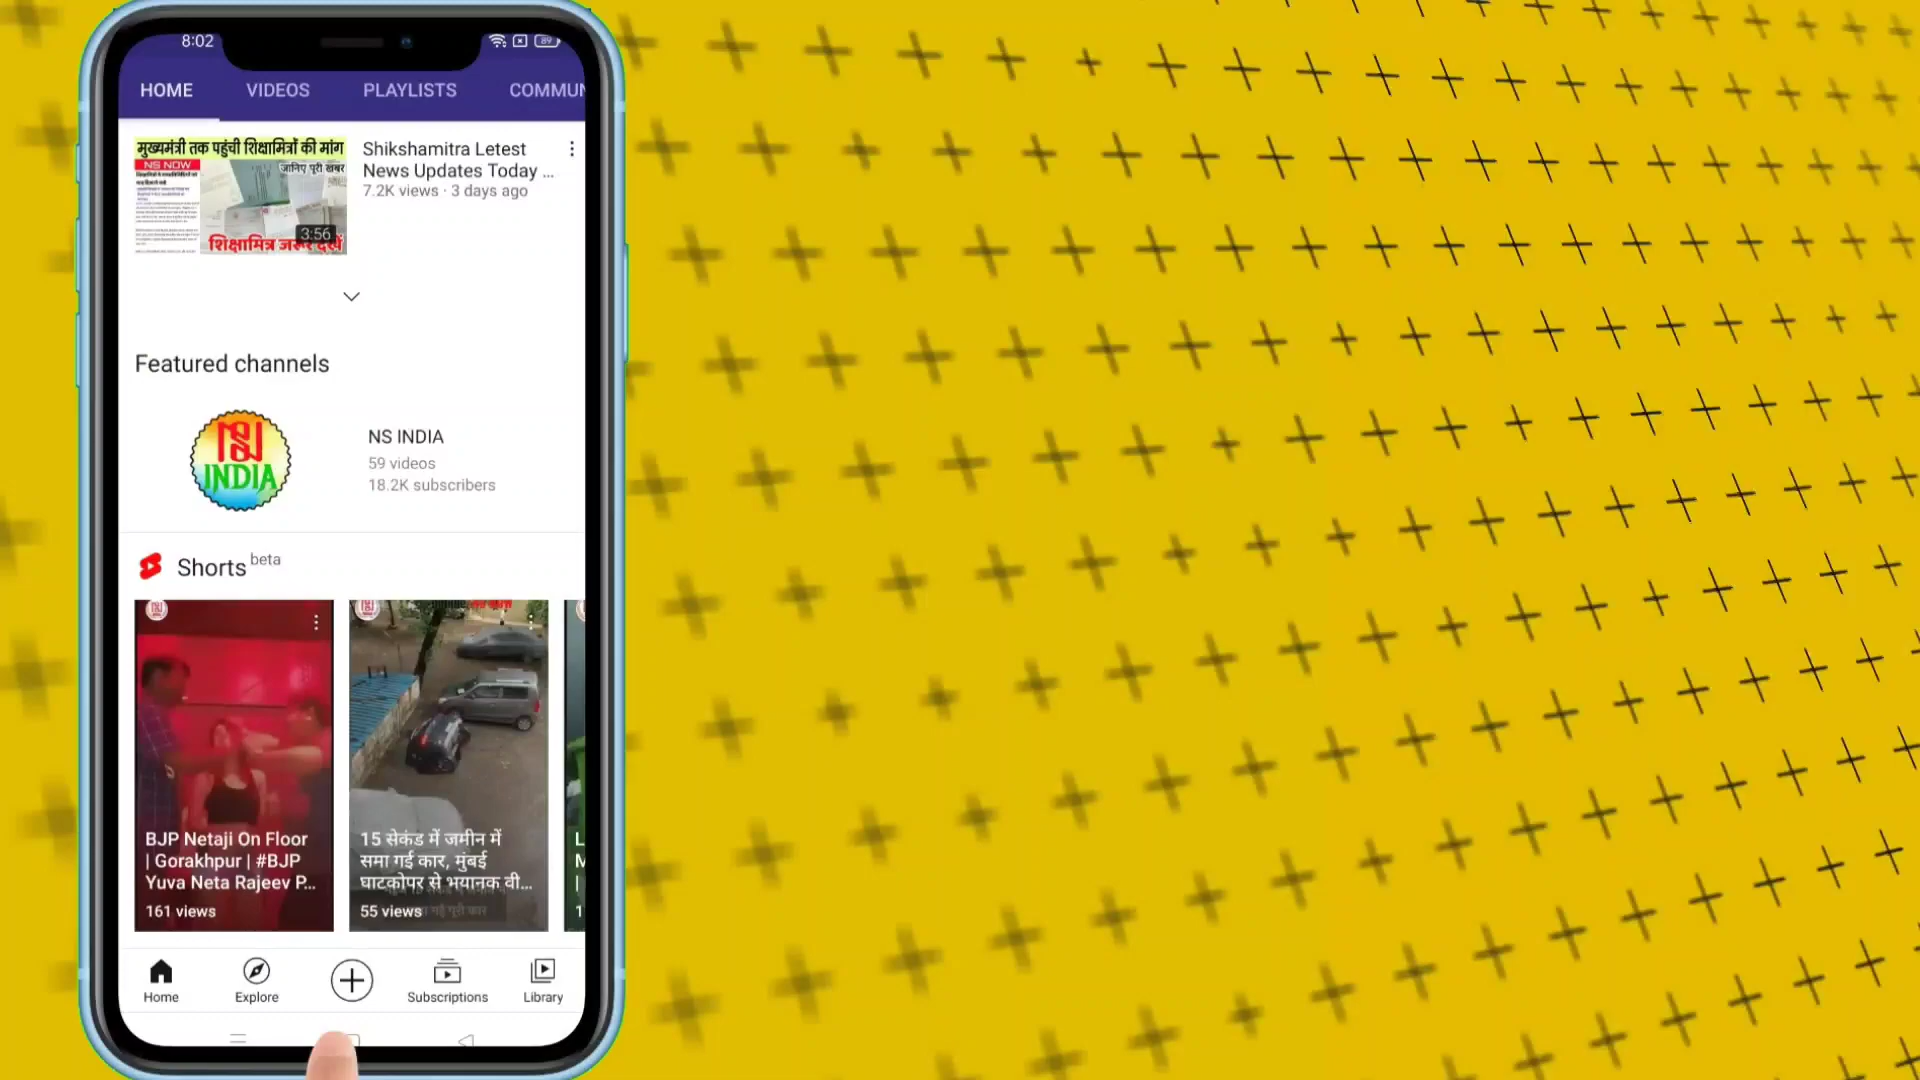 8:02
89
HOME
VIDEOS
PLAYLISTS
COMMUN
मुख्यमंत्री तक पहुंची शिक्षामित्रों की मांग
NS NOW
जानिए पूरी खबर
3:56
शिक्षामित्र जरूर देखें
Shikshamitra Letest
News Updates Today ...
7.2K views · 3 days ago
Featured channels
NS
INDIA
NS INDIA
59 videos
18.2K subscribers
Shorts beta
BJP Netaji On Floor
| Gorakhpur | #BJP
Yuva Neta Rajeev P...
161 views
15 सेकंड में जमीन में
समा गई कार, मुंबई
घाटकोपर से भयानक वी...
55 views
L
M
|
1
Home
Explore
Subscriptions
Library